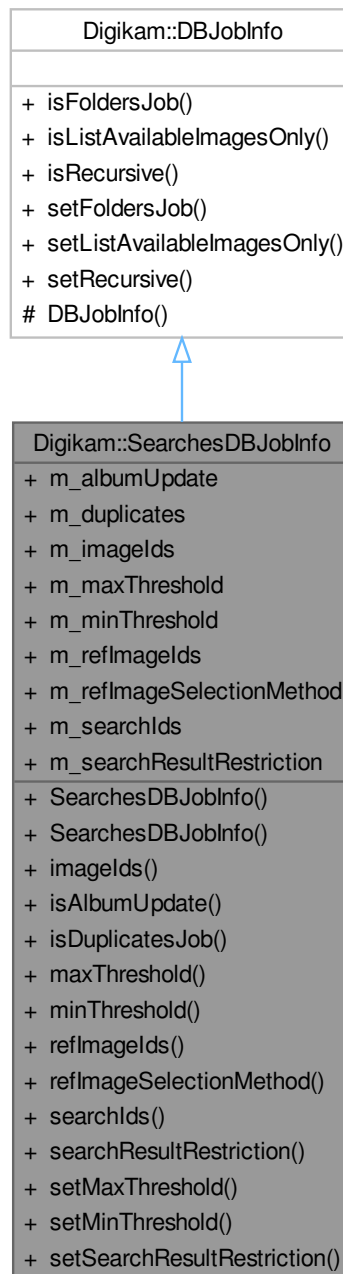 Digikam::DBJobInfo
+ isFoldersJob()
+ isListAvailableImagesOnly()
+ isRecursive()
+ setFoldersJob()
+ setListAvailableImagesOnly()
+ setRecursive()
# DBJobInfo()
Digikam::SearchesDBJobInfo
+ m_albumUpdate
+ m_duplicates
+ m_imageIds
+ m_maxThreshold
+ m_minThreshold
+ m_refImageIds
+ m_refImageSelectionMethod
+ m_searchIds
+ m_searchResultRestriction
+ SearchesDBJobInfo()
+ SearchesDBJobInfo()
+ imageIds()
+ isAlbumUpdate()
+ isDuplicatesJob()
+ maxThreshold()
+ minThreshold()
+ refImageIds()
+ refImageSelectionMethod()
+ searchIds()
+ searchResultRestriction()
+ setMaxThreshold()
+ setMinThreshold()
+ setSearchResultRestriction()